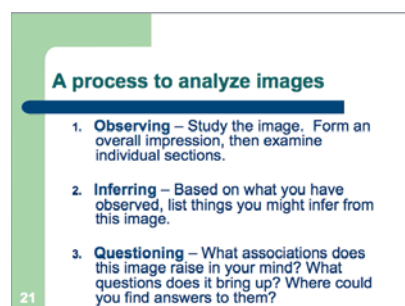 A process to analyze images
1. Observing – Study the image. Form an
overall impression, then examine
individual sections.
2. Inferring – Based on what you have
observed, list things you might infer from
this image.
3. Questioning – What associations does
this image raise in your mind? What
questions does it bring up? Where could
you find answers to them?
21